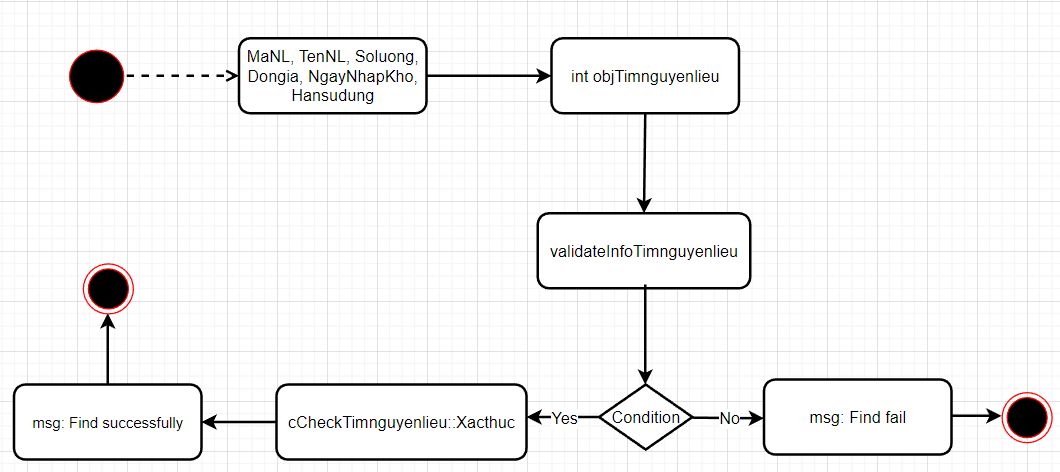 MaNL, TenNL, Soluong,
Dongia, NgayNhapKho,
Hansudung
int objTimnguyenlieu
validateInfoTimnguyenlieu
Condition
Yes
No
cCheckTimnguyenlieu::Xacthuc
msg: Find successfully
msg: Find fail